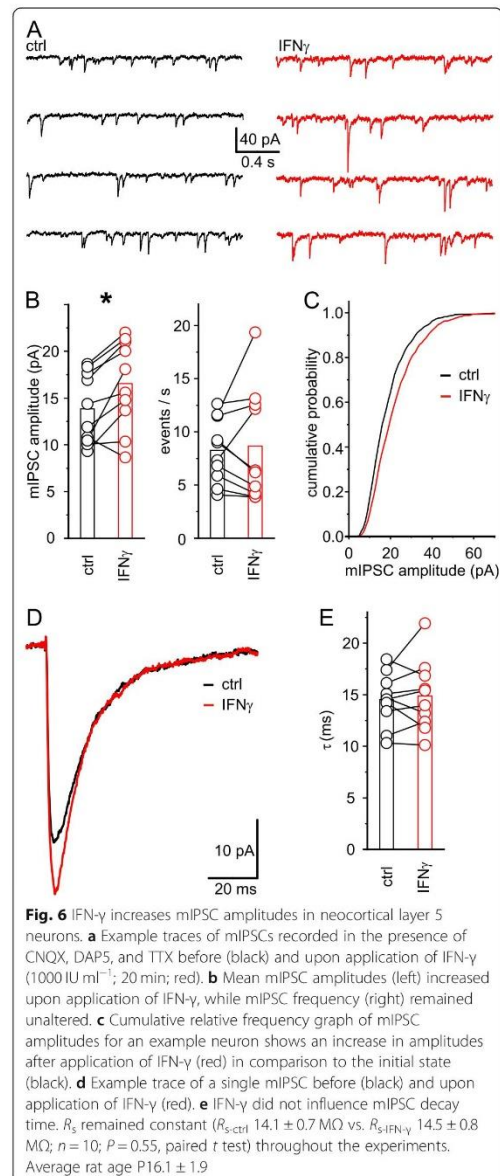 A
ctrl
IFNγ
40 pA
0.4 s
B
*
C
mIPSC amplitude (pA)
20
15
10
5
0
ctrl
IFNγ
events / s
20
15
10
5
0
ctrl
IFNγ
cumulative probability
1.0
0.8
0.6
0.4
0.2
0.0
ctrl
IFNγ
0
20
40
60
mIPSC amplitude (pA)
D
ctrl
IFNγ
10 pA
20 ms
E
τ (ms)
20
15
10
5
0
ctrl
IFNγ
Fig. 6 IFN-γ increases mIPSC amplitudes in neocortical layer 5
neurons. a Example traces of mIPSCs recorded in the presence of
CNQX, DAP5, and TTX before (black) and upon application of IFN-γ
(1000 IU ml⁻¹; 20 min; red). b Mean mIPSC amplitudes (left) increased
upon application of IFN-γ, while mIPSC frequency (right) remained
unaltered. c Cumulative relative frequency graph of mIPSC
amplitudes for an example neuron shows an increase in amplitudes
after application of IFN-γ (red) in comparison to the initial state
(black). d Example trace of a single mIPSC before (black) and upon
application of IFN-γ (red). e IFN-γ did not influence mIPSC decay
time. Rs remained constant (Rs-ctrl 14.1 ± 0.7 MΩ vs. Rs-IFN-γ 14.5 ± 0.8
MΩ; n = 10; P = 0.55, paired t test) throughout the experiments.
Average rat age P16.1 ± 1.9